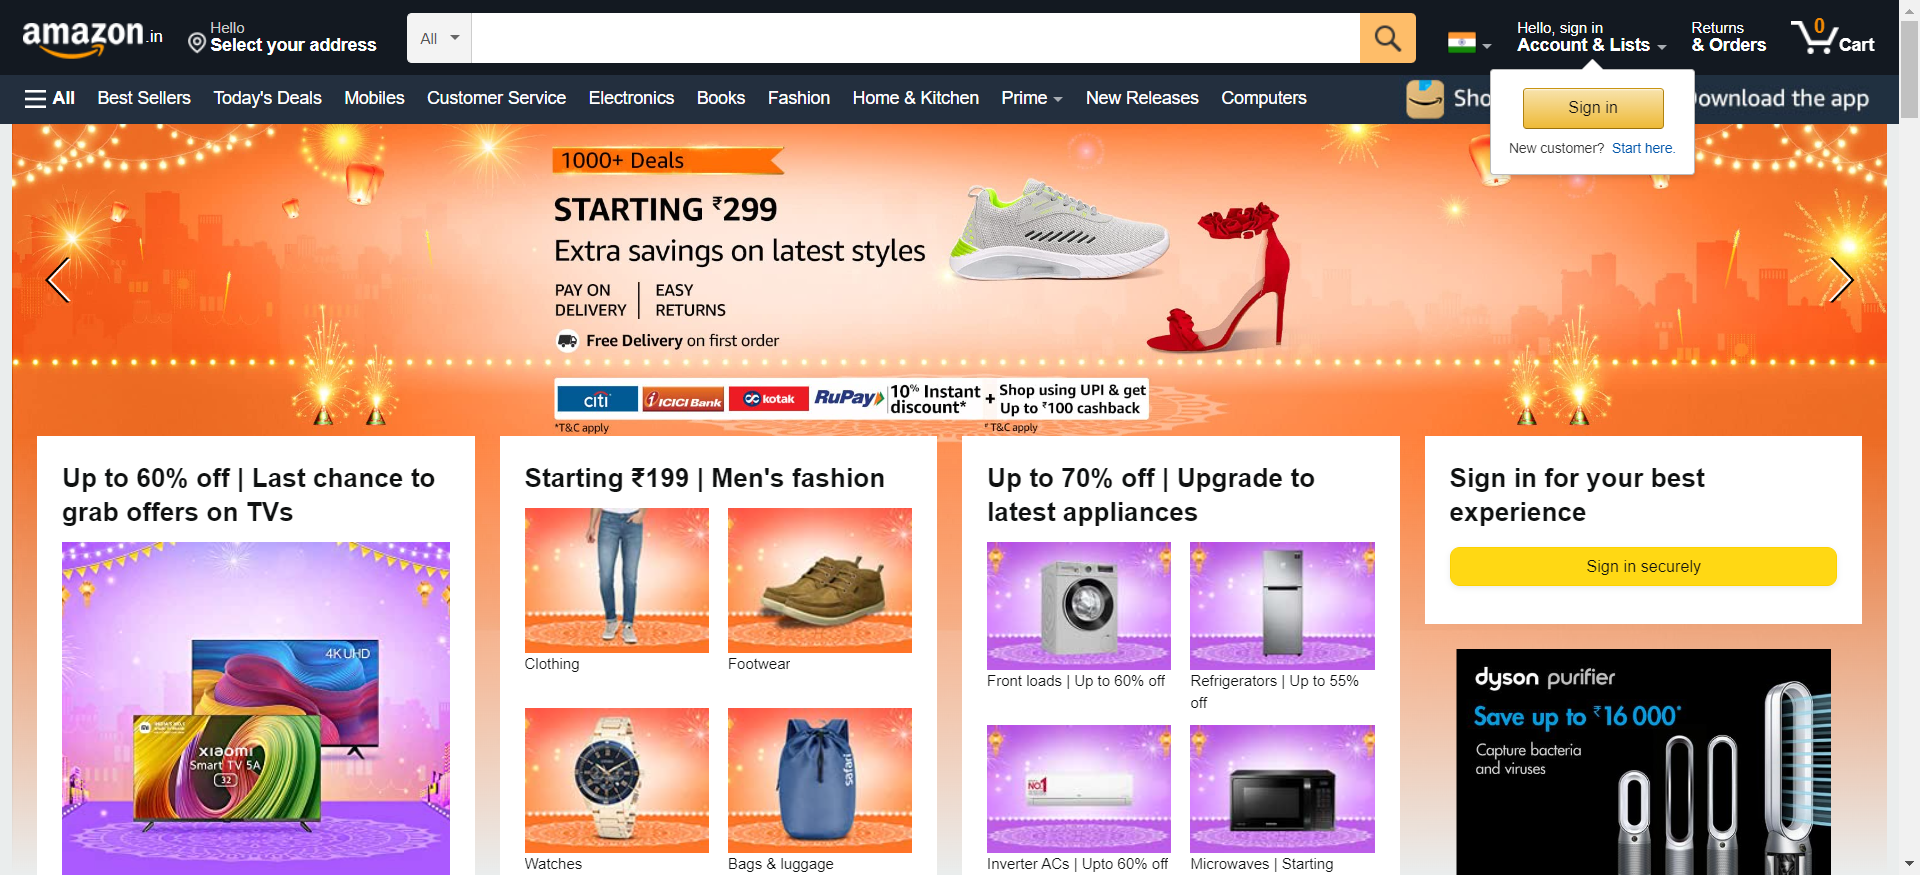 amazon.in
Hello
Select your address
All
Hello, sign in
Account & Lists
Returns
& Orders
0
Cart
All
Best Sellers
Today's Deals
Mobiles
Customer Service
Electronics
Books
Fashion
Home & Kitchen
Prime
New Releases
Computers
Sho
ownload the app
Sign in
New customer? Start here.
1000+ Deals
STARTING ₹299
Extra savings on latest styles
PAY ON
DELIVERY
EASY
RETURNS
Free Delivery on first order
citi
ICICI Bank
kotak
RuPay
10% Instant
discount*
+
Shop using UPI & get
Up to ₹100 cashback
*T&C apply
# T&C apply
Up to 60% off | Last chance to
grab offers on TVs
4K UHD
xiaomi
Smart TV 5A
32
Starting ₹199 | Men's fashion
Clothing
Footwear
safari
Watches
Bags & luggage
Up to 70% off | Upgrade to
latest appliances
Front loads | Up to 60% off
Refrigerators | Up to 55%
off
NO.1
Inverter ACs | Upto 60% off
Microwaves | Starting
Sign in for your best
experience
Sign in securely
dyson purifier
Save up to ₹16 000*
Capture bacteria
and viruses